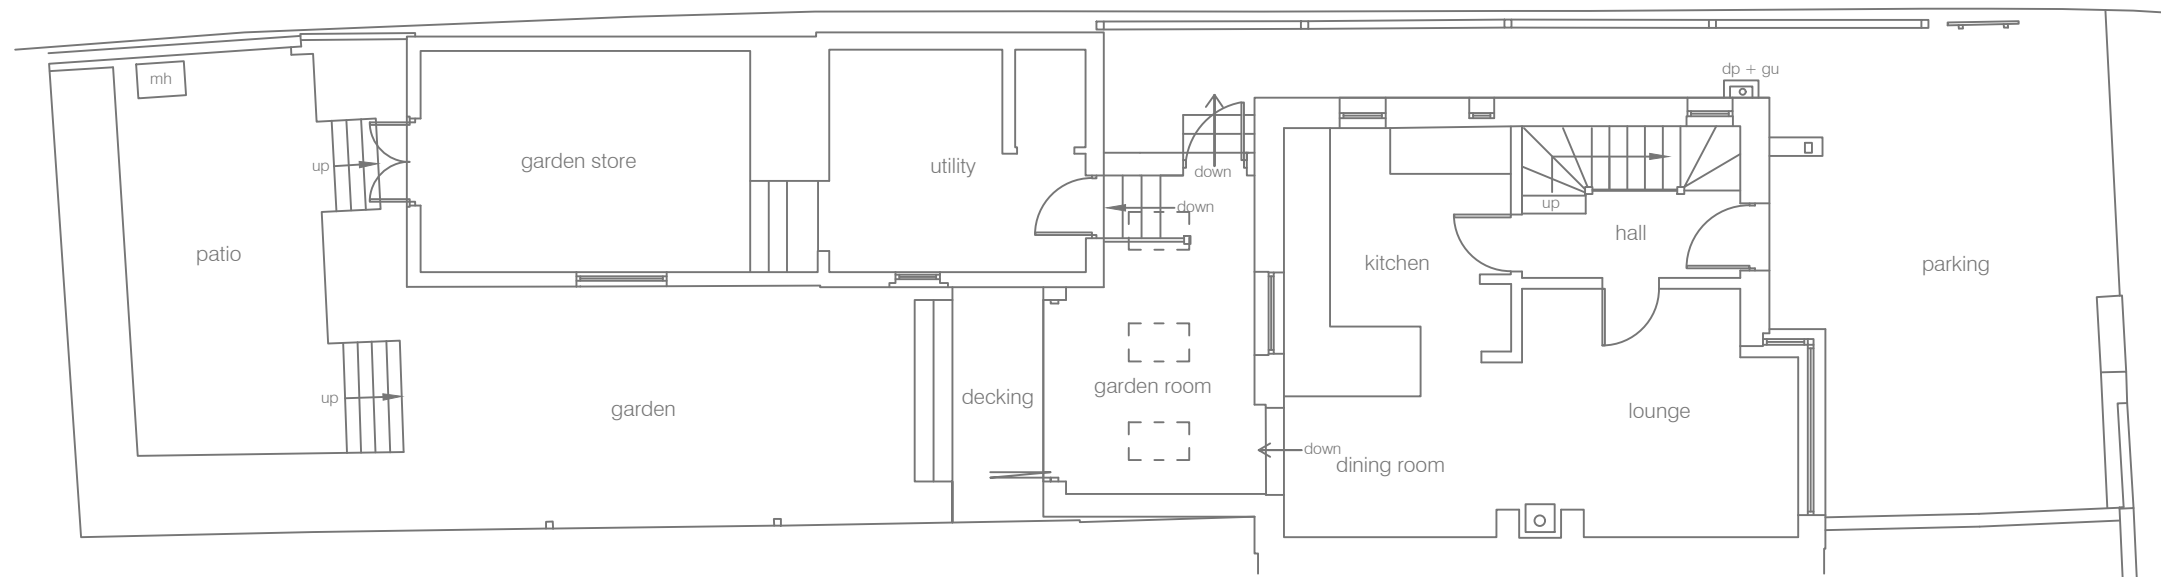 mh
dp + gu
up
garden store
utility
down
down
up
hall
patio
kitchen
parking
garden room
up
decking
garden
lounge
down
dining room